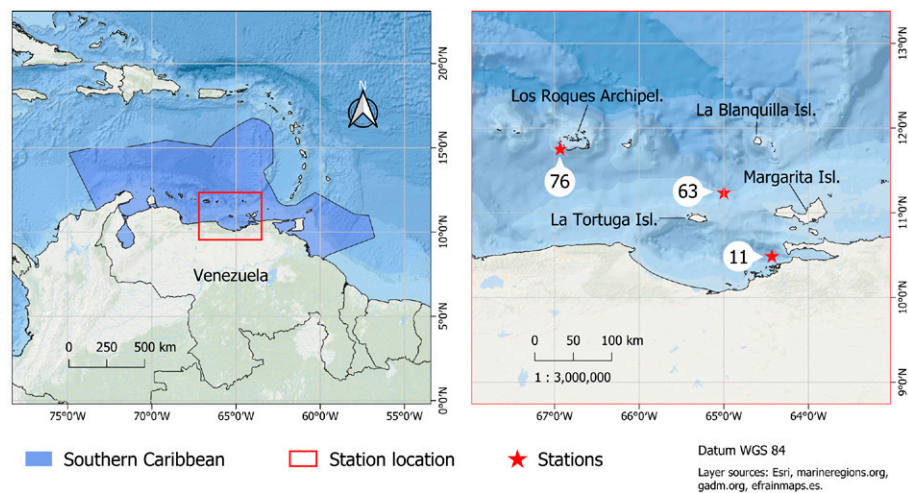 N
Venezuela
0 250 500 km
20°0'N
15°0'N
10°0'N
5°0'N
0°0'N
75°0'W 70°0'W 65°0'W 60°0'W 55°0'W
Los Roques Archipel.
La Blanquilla Isl.
76
63
Margarita Isl.
La Tortuga Isl.
11
0 50 100 km
1 : 3,000,000
13°0'N
12°0'N
11°0'N
10°0'N
9°0'N
67°0'W 66°0'W 65°0'W 64°0'W
Southern Caribbean
Station location
Stations
Datum WGS 84
Layer sources: Esri, marineregions.org,
gadm.org, efrainmaps.es.